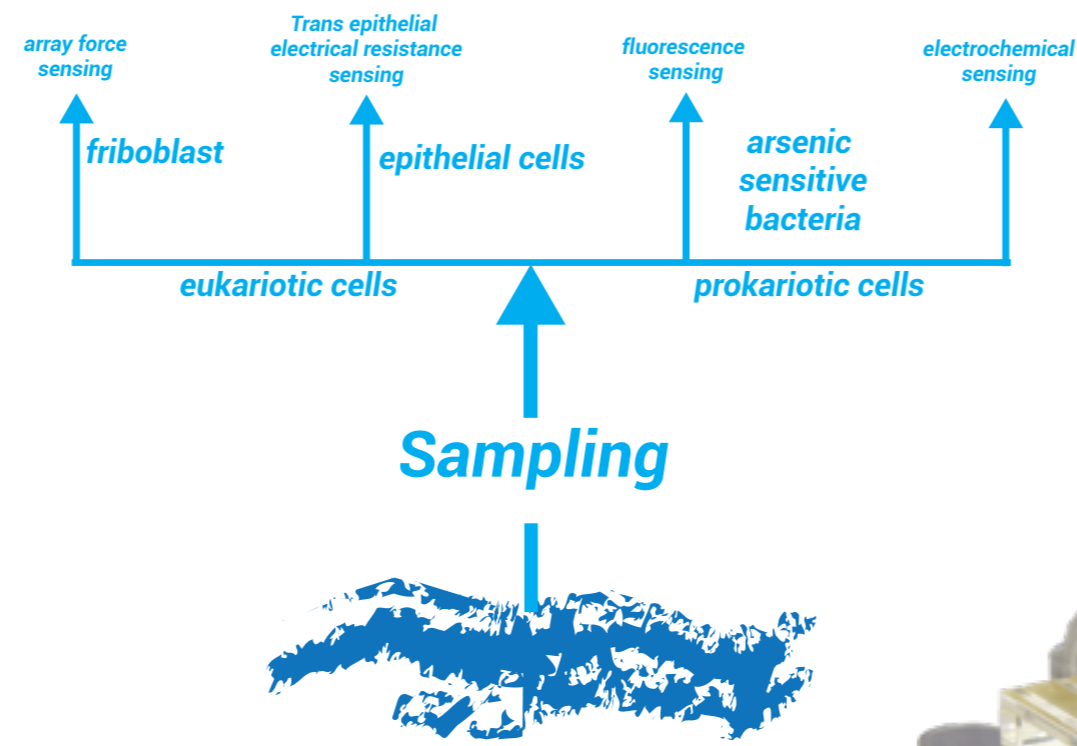 array force
sensing
Trans epithelial
electrical resistance
sensing
fluorescence
sensing
electrochemical
sensing
friboblast
epithelial cells
arsenic
sensitive
bacteria
eukariotic cells
prokariotic cells
Sampling